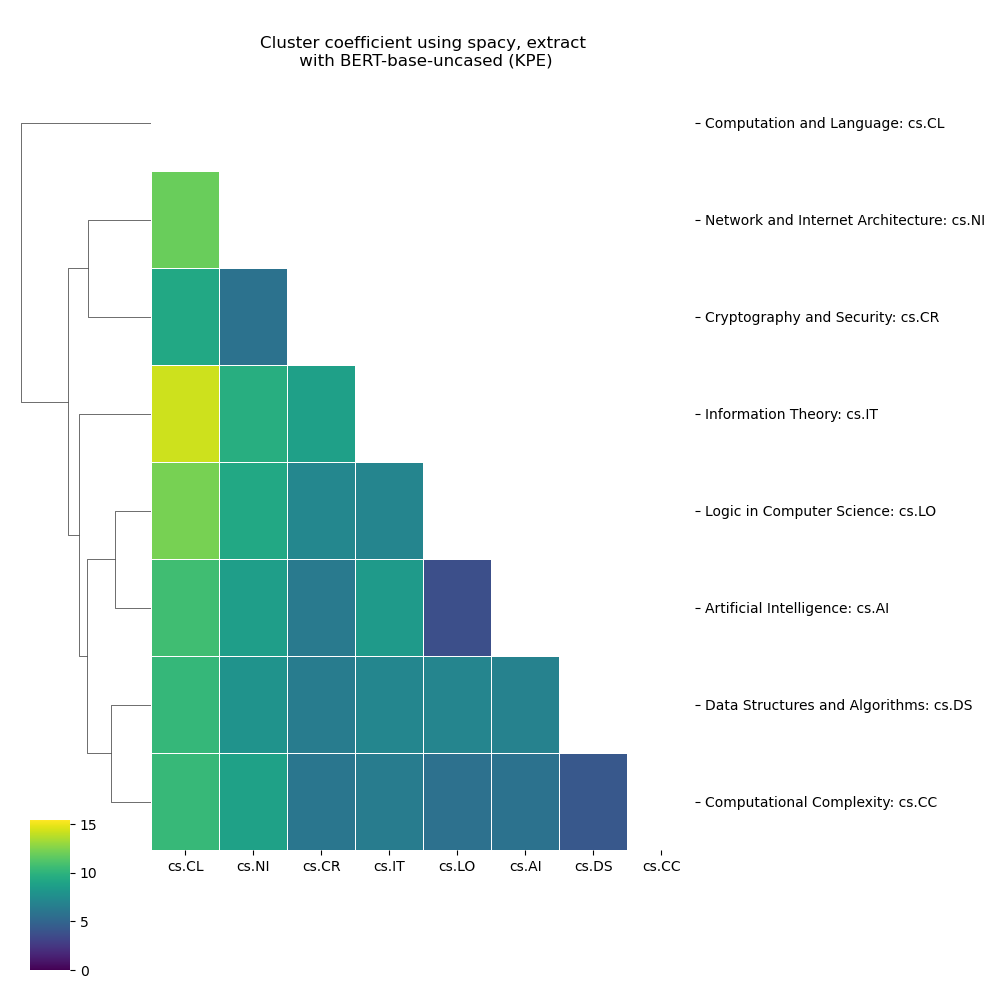 Cluster coefficient using spacy, extract
with BERT-base-uncased (KPE)
Computation and Language: cs.CL
Network and Internet Architecture: cs.NI
Cryptography and Security: cs.CR
Information Theory: cs.IT
Logic in Computer Science: cs.LO
Artificial Intelligence: cs.AI
Data Structures and Algorithms: cs.DS
Computational Complexity: cs.CC
cs.CL cs.NI cs.CR cs.IT cs.LO cs.AI cs.DS cs.CC
15
10
5
0